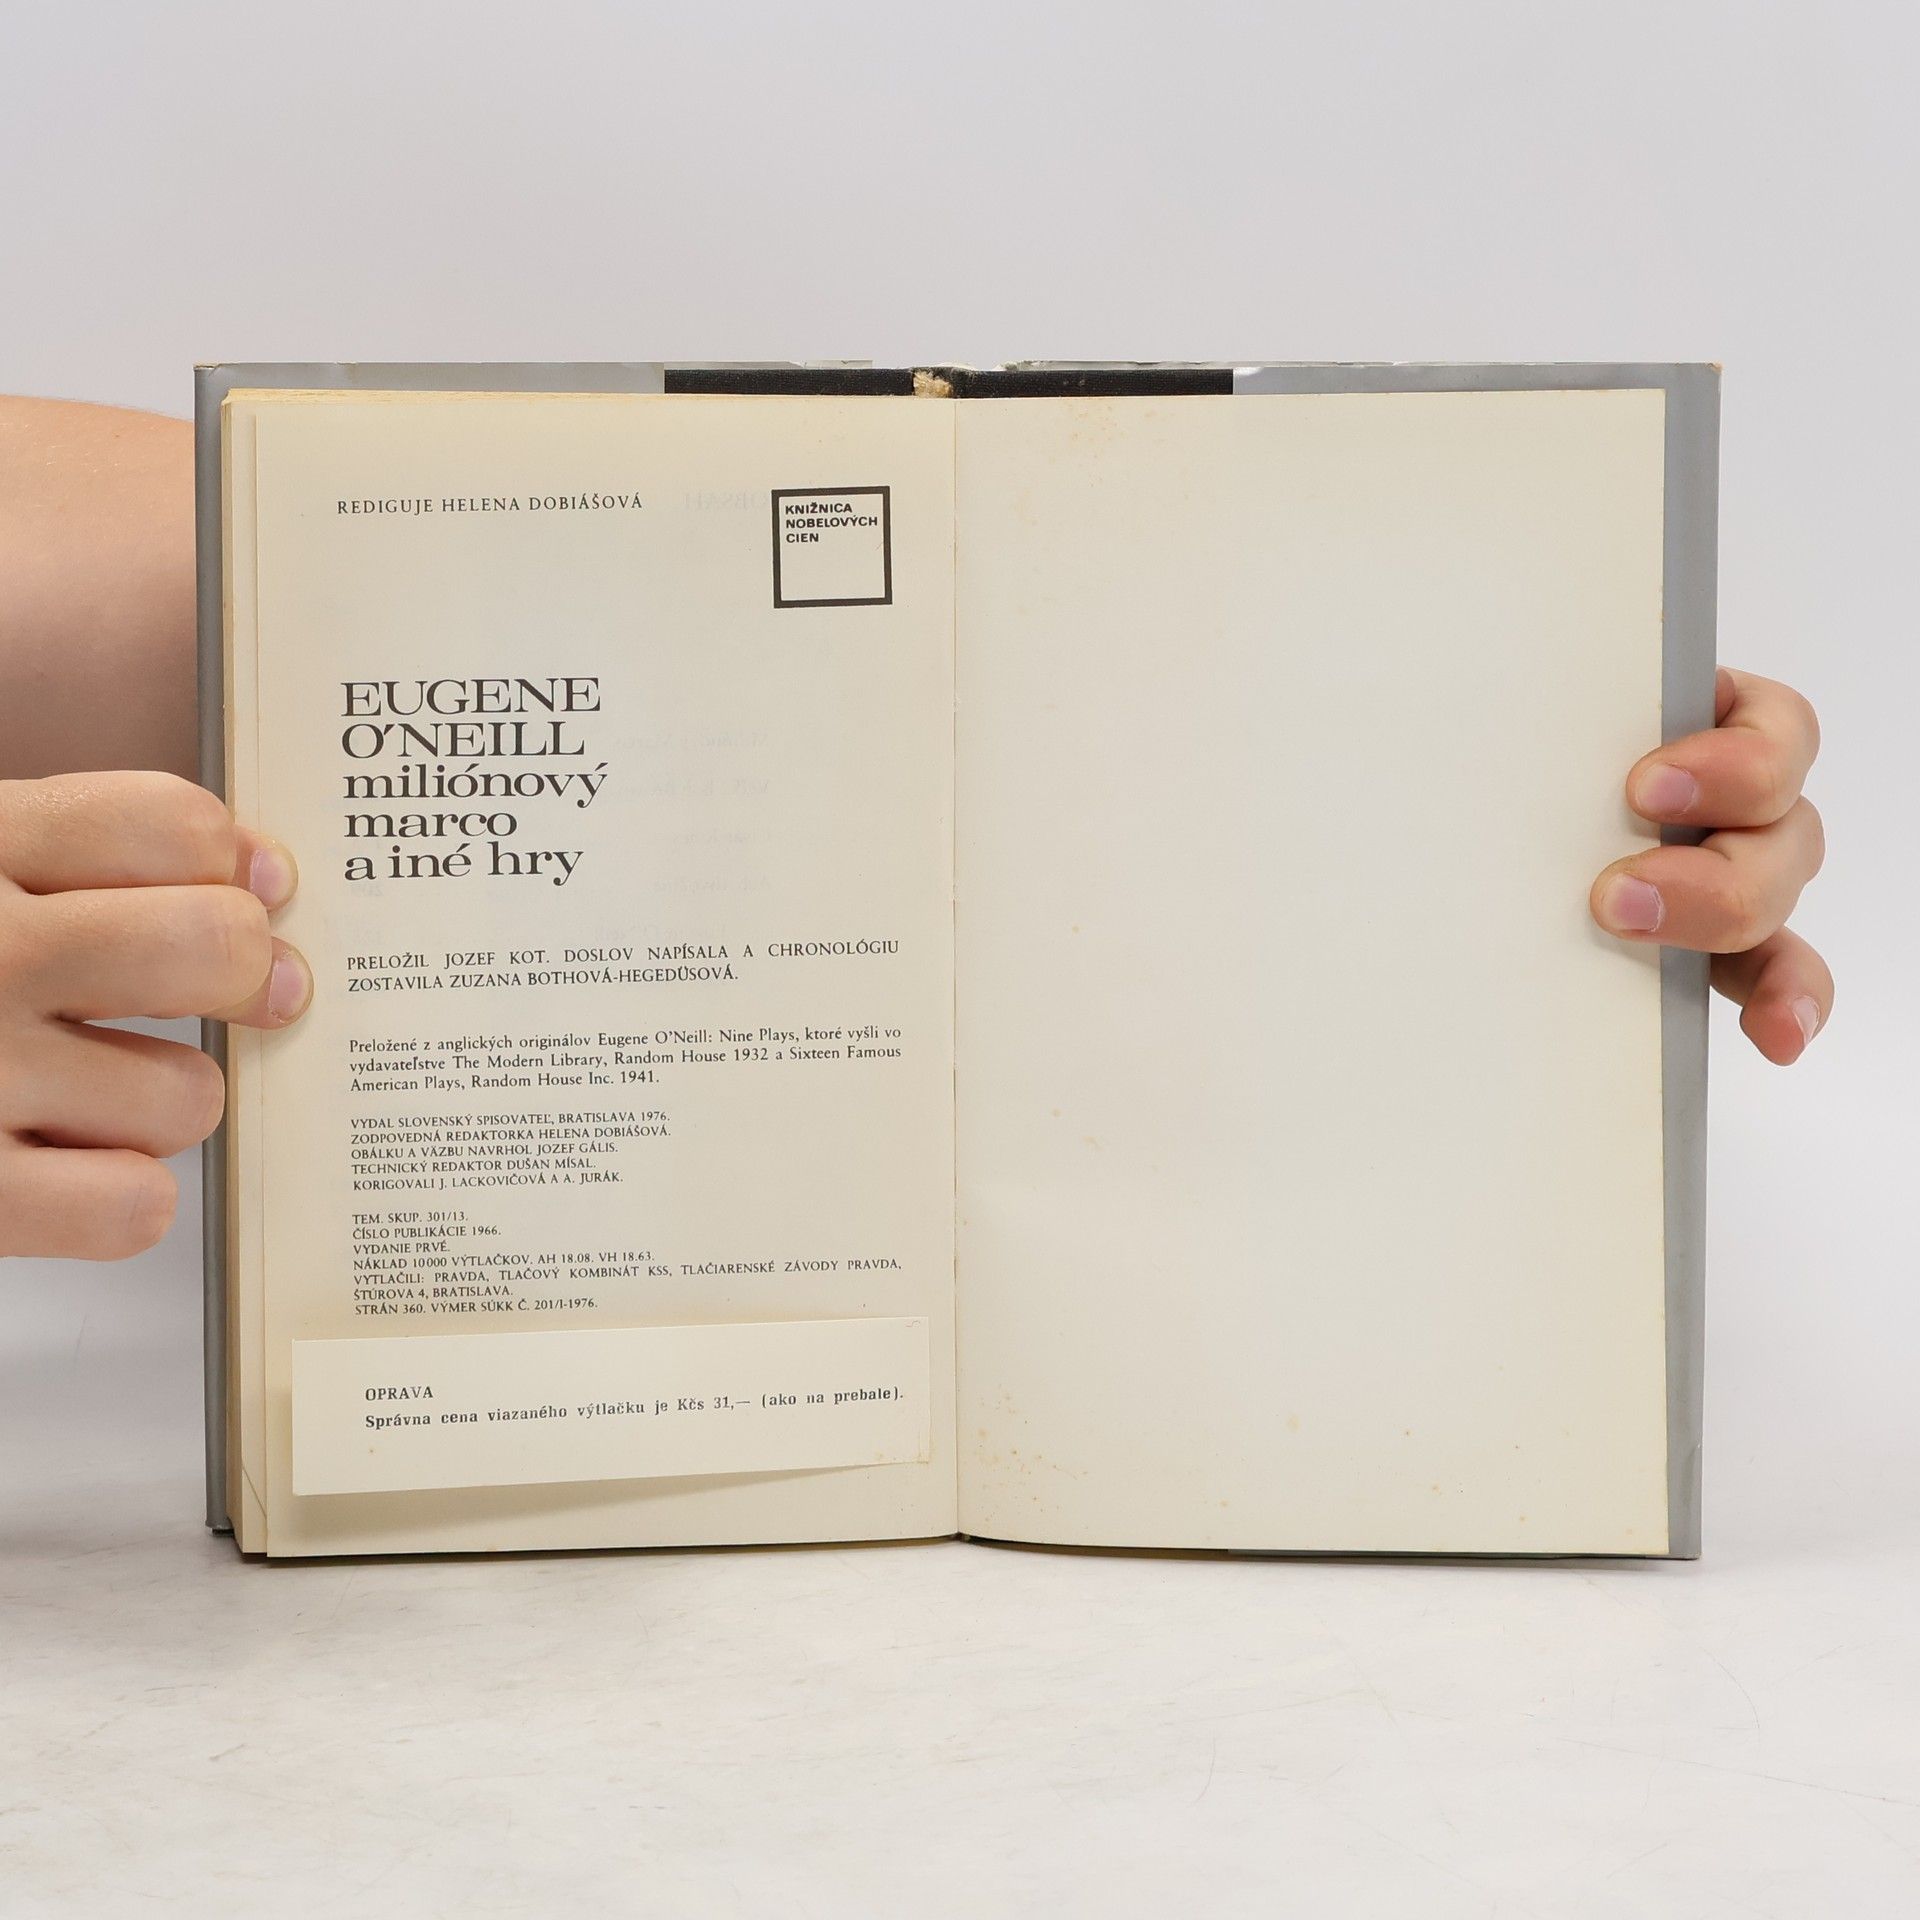 REDIGUJE HELENA DOBIÁŠOVÁ
KNIŽNICA
NOBELOVÝCH
CIEN
EUGENE
O'NEILL
miliónový
marco
a iné hry
PRELOŽIL JOZEF KOT. DOSLOV NAPÍSALA A CHRONOLÓGIU
ZOSTAVILA ZUZANA BOTHOVÁ-HEGEDÜSOVÁ.
Preložené z anglických originálov Eugene O'Neill: Nine Plays, ktoré vyšli vo
vydavateľstve The Modern Library, Random House 1932 a Sixteen Famous
American Plays, Random House Inc. 1941.
VYDAL SLOVENSKÝ SPISOVATEĽ, BRATISLAVA 1976.
ZODPOVEDNÁ REDAKTORKA HELENA DOBIÁŠOVÁ.
OBÁLKU A VÄZBU NAVRHOL JOZEF GÁLIS.
TECHNICKÝ REDAKTOR DUŠAN MÍSAL.
KORIGOVALI J. LACKOVIČOVÁ A A. JURÁK.
TEM. SKUP. 301/13.
ČÍSLO PUBLIKÁCIE 1966.
VYDANIE PRVÉ.
NÁKLAD 10000 VÝTLAČKOV. AH 18.08. VH 18.63.
VYTLAČILI: PRAVDA, TLAČOVÝ KOMBINÁT KSS, TLAČIARENSKÉ ZÁVODY PRAVDA,
ŠTÚROVA 4, BRATISLAVA.
STRÁN 360. VÝMER SÚKK Č. 201/I-1976.
OPRAVA
Správna cena viazaného výtlačku je Kčs 31,— (ako na prebale).